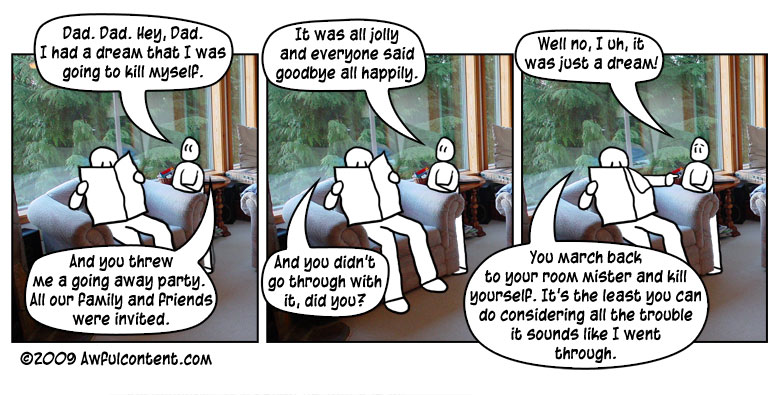 Dad. Dad. Hey, Dad.
I had a dream that I was
going to kill myself.
And you threw
me a going away party.
All our family and friends
were invited.
It was all jolly
and everyone said
goodbye all happily.
And you didn't
go through with
it, did you?
Well no, I uh, it
was just a dream!
You march back
to your room mister and kill
yourself. It's the least you can
do considering all the trouble
it sounds like I went
through.
©2009 Awfulcontent.com